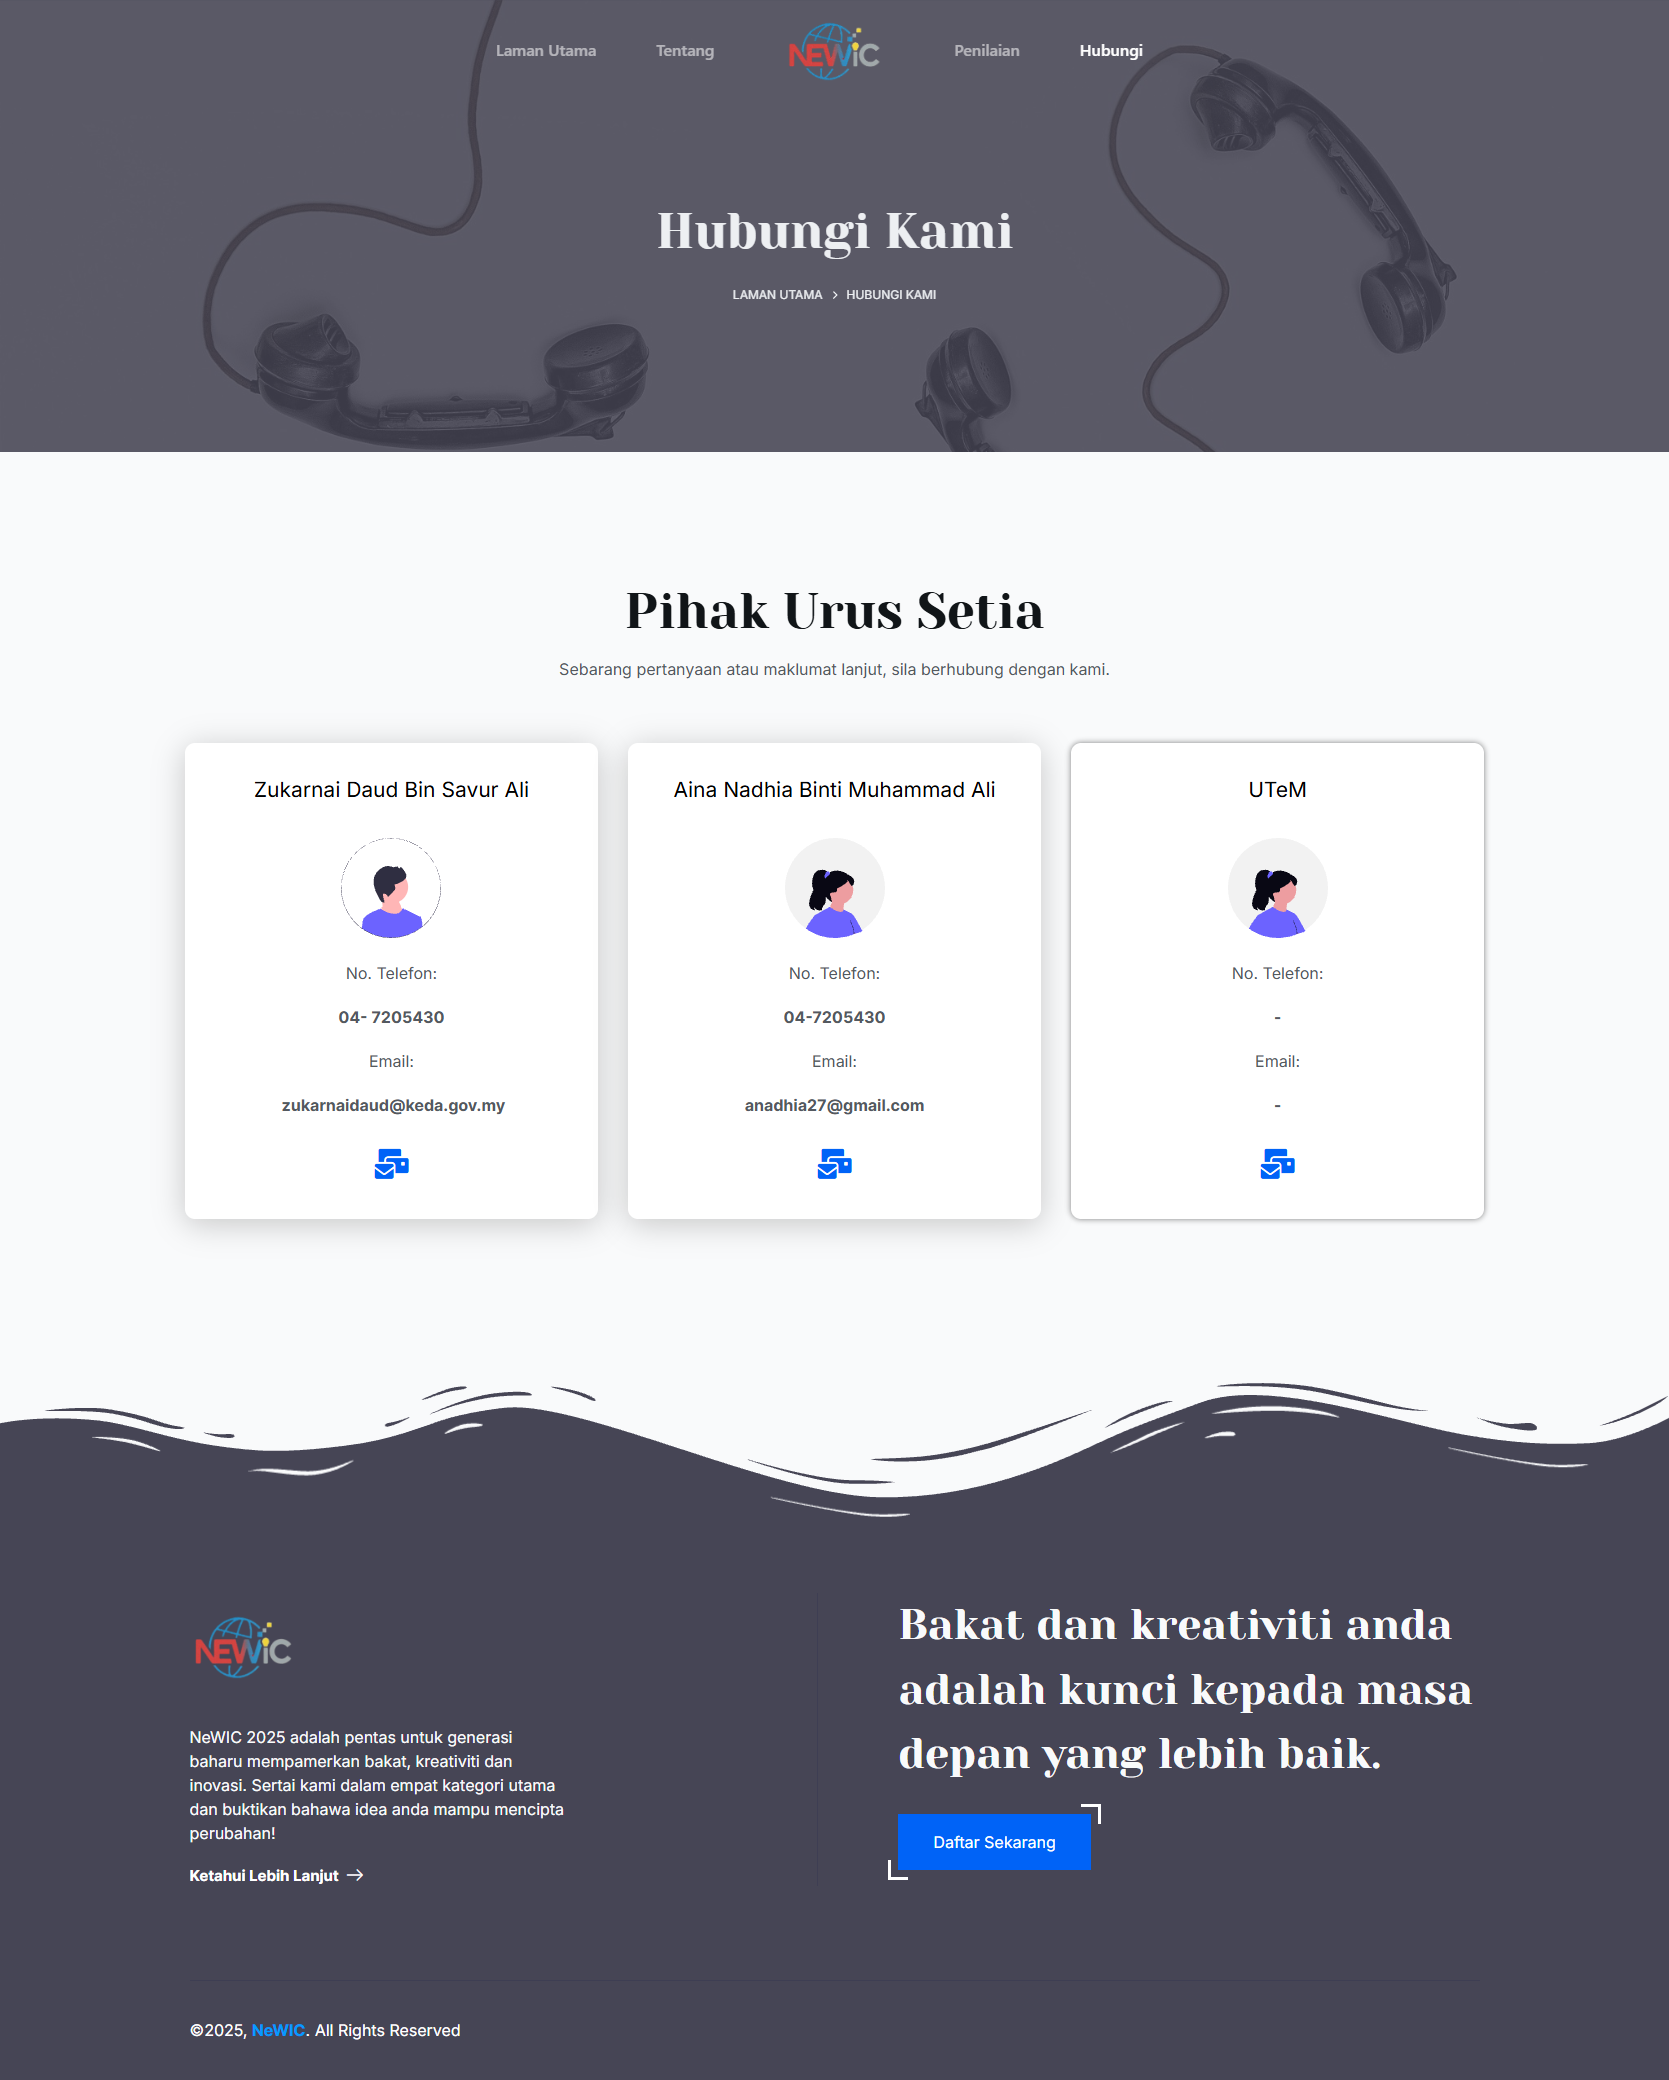 Laman Utama
Tentang
NEWiC
Penilaian
Hubungi
Hubungi Kami
LAMAN UTAMA > HUBUNGI KAMI
Pihak Urus Setia
Sebarang pertanyaan atau maklumat lanjut, sila berhubung dengan kami.
Zukarnai Daud Bin Savur Ali
No. Telefon:
04- 7205430
Email:
zukarnaidaud@keda.gov.my
Aina Nadhia Binti Muhammad Ali
No. Telefon:
04-7205430
Email:
anadhia27@gmail.com
UTeM
No. Telefon:
-
Email:
-
NEWiC
NeWIC 2025 adalah pentas untuk generasi
baharu mempamerkan bakat, kreativiti dan
inovasi. Sertai kami dalam empat kategori utama
dan buktikan bahawa idea anda mampu mencipta
perubahan!
Ketahui Lebih Lanjut →
Bakat dan kreativiti anda
adalah kunci kepada masa
depan yang lebih baik.
Daftar Sekarang
©2025, NeWIC. All Rights Reserved